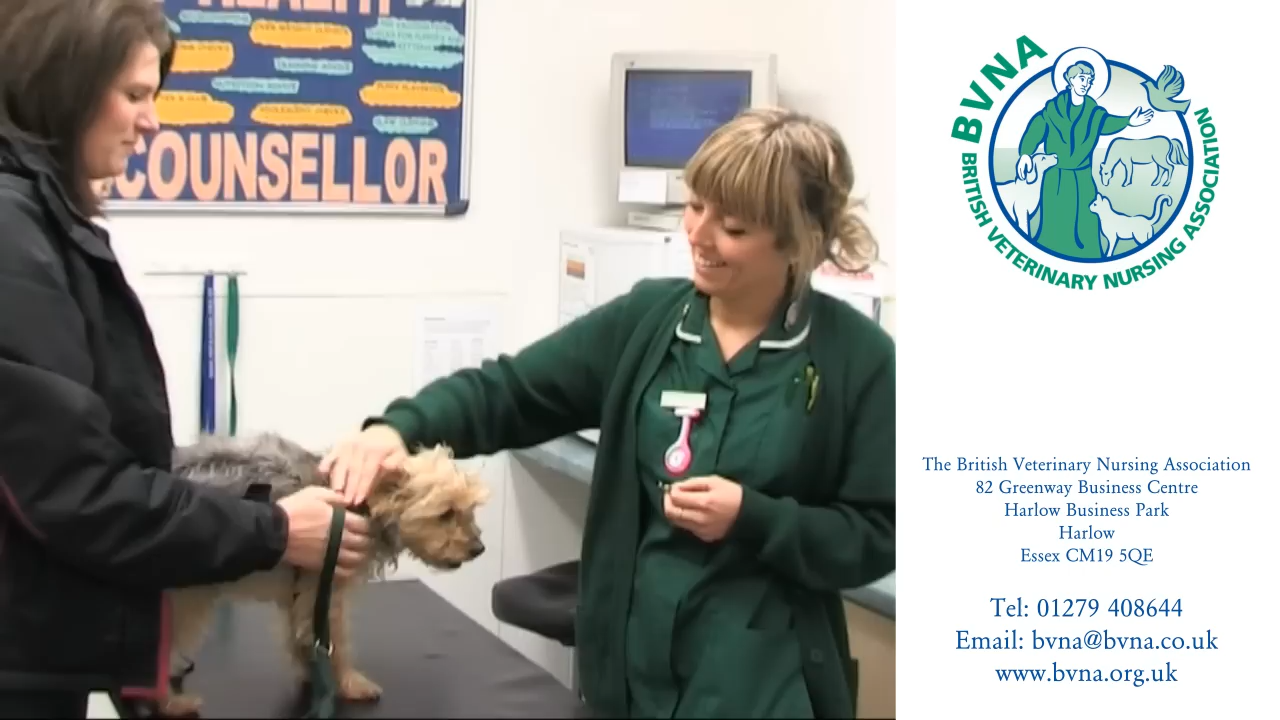 HEALTH
COUNSELLOR
BVNA
BRITISH VETERINARY NURSING ASSOCIATION
The British Veterinary Nursing Association
82 Greenway Business Centre
Harlow Business Park
Harlow
Essex CM19 5QE
Tel: 01279 408644
Email: bvna@bvna.co.uk
www.bvna.org.uk